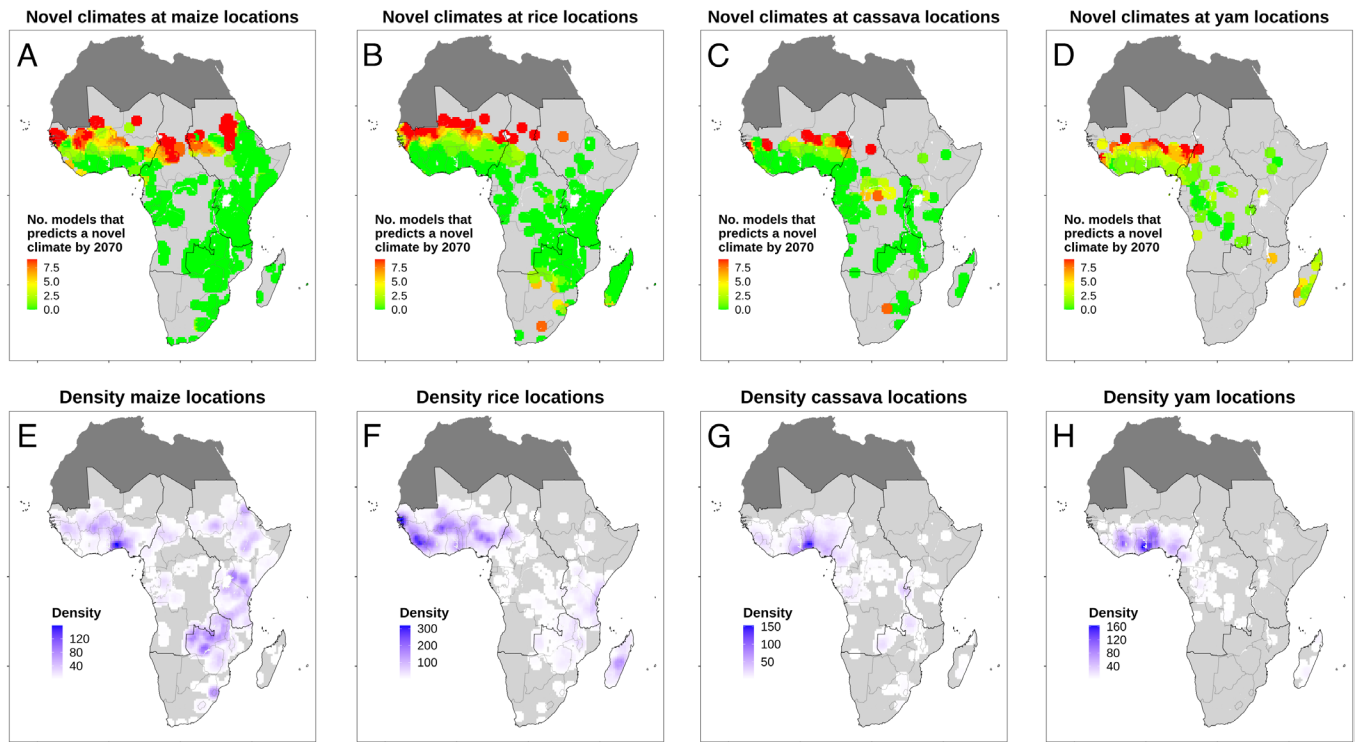 Novel climates at maize locations
A
No. models that
predicts a novel
climate by 2070
7.5
5.0
2.5
0.0
Novel climates at rice locations
B
No. models that
predicts a novel
climate by 2070
7.5
5.0
2.5
0.0
Novel climates at cassava locations
C
No. models that
predicts a novel
climate by 2070
7.5
5.0
2.5
0.0
Novel climates at yam locations
D
No. models that
predicts a novel
climate by 2070
7.5
5.0
2.5
0.0
Density maize locations
E
Density
120
80
40
Density rice locations
F
Density
300
200
100
Density cassava locations
G
Density
150
100
50
Density yam locations
H
Density
160
120
80
40